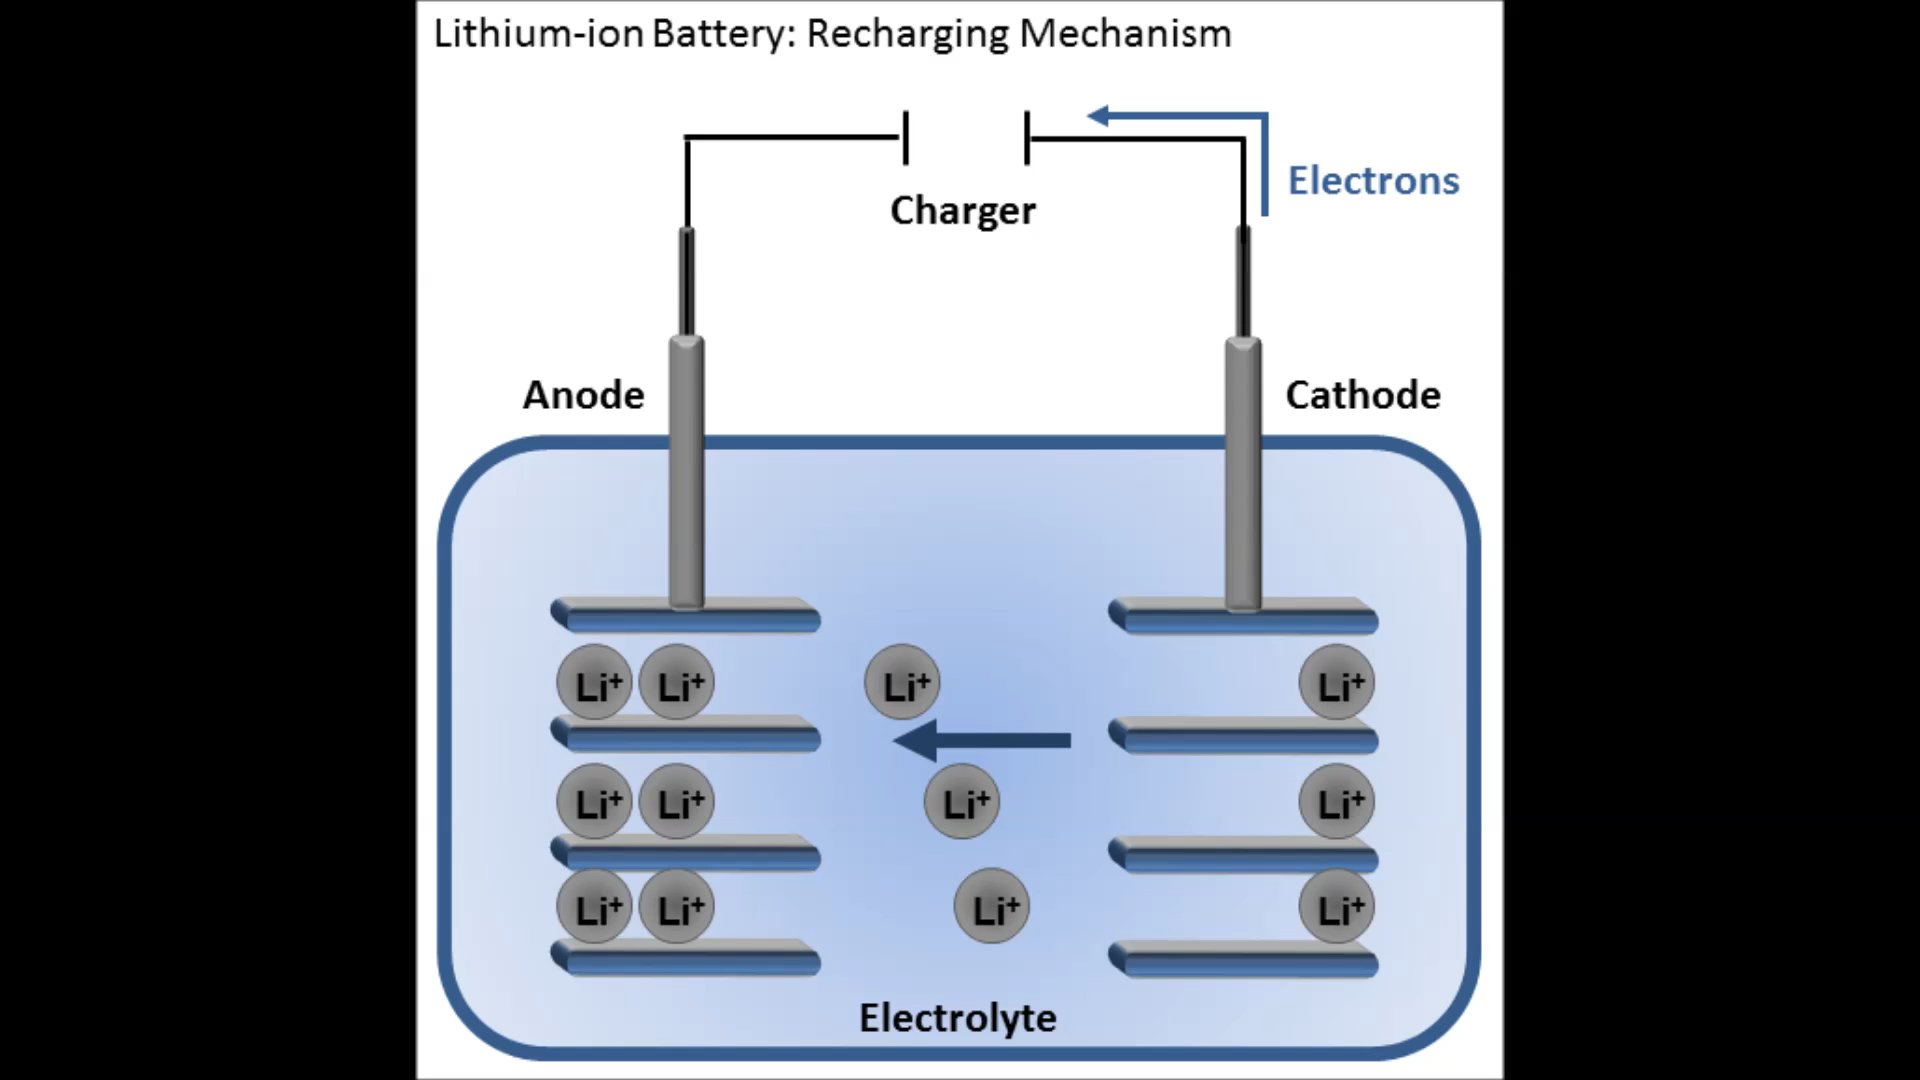 Lithium-ion Battery: Recharging Mechanism
Electrons
Charger
Anode
Cathode
Li+ Li+ Li+ Li+
Li+ Li+ Li+ Li+
Li+ Li+ Li+ Li+
Electrolyte